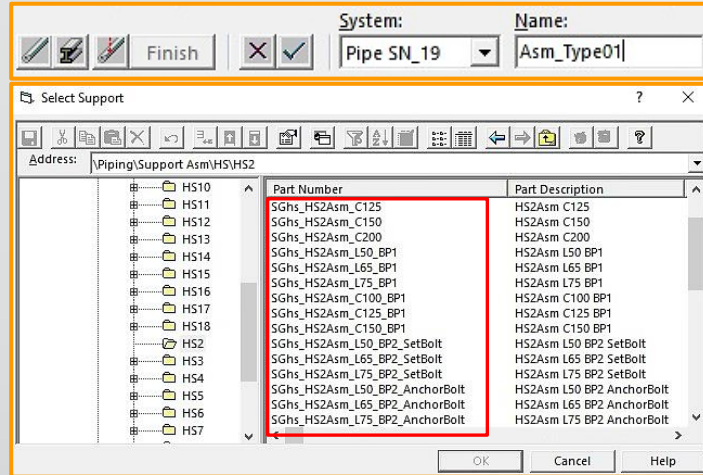 System: Name:
Finish Pipe SN_19 Asm_Type01
Select Support ? X
Address: \Piping\Support Asm\HS\HS2
HS10 Part Number Part Description
HS11 SGhs_HS2Asm_C125 HS2Asm C125
HS12 SGhs_HS2Asm_C150 HS2Asm C150
HS13 SGhs_HS2Asm_C200 HS2Asm C200
HS14 SGhs_HS2Asm_L50_BP1 HS2Asm L50 BP1
HS15 SGhs_HS2Asm_L65_BP1 HS2Asm L65 BP1
HS16 SGhs_HS2Asm_L75_BP1 HS2Asm L75 BP1
HS17 SGhs_HS2Asm_C100_BP1 HS2Asm C100 BP1
HS18 SGhs_HS2Asm_C125_BP1 HS2Asm C125 BP1
HS2 SGhs_HS2Asm_C150_BP1 HS2Asm C150 BP1
HS3 SGhs_HS2Asm_L50_BP2_SetBolt HS2Asm L50 BP2 SetBolt
HS4 SGhs_HS2Asm_L65_BP2_SetBolt HS2Asm L65 BP2 SetBolt
HS5 SGhs_HS2Asm_L75_BP2_SetBolt HS2Asm L75 BP2 SetBolt
HS6 SGhs_HS2Asm_L50_BP2_AnchorBolt HS2Asm L50 BP2 AnchorBolt
HS7 SGhs_HS2Asm_L65_BP2_AnchorBolt HS2Asm L65 BP2 AnchorBolt
SGhs_HS2Asm_L75_BP2_AnchorBolt HS2Asm L75 BP2 AnchorBolt
OK Cancel Help